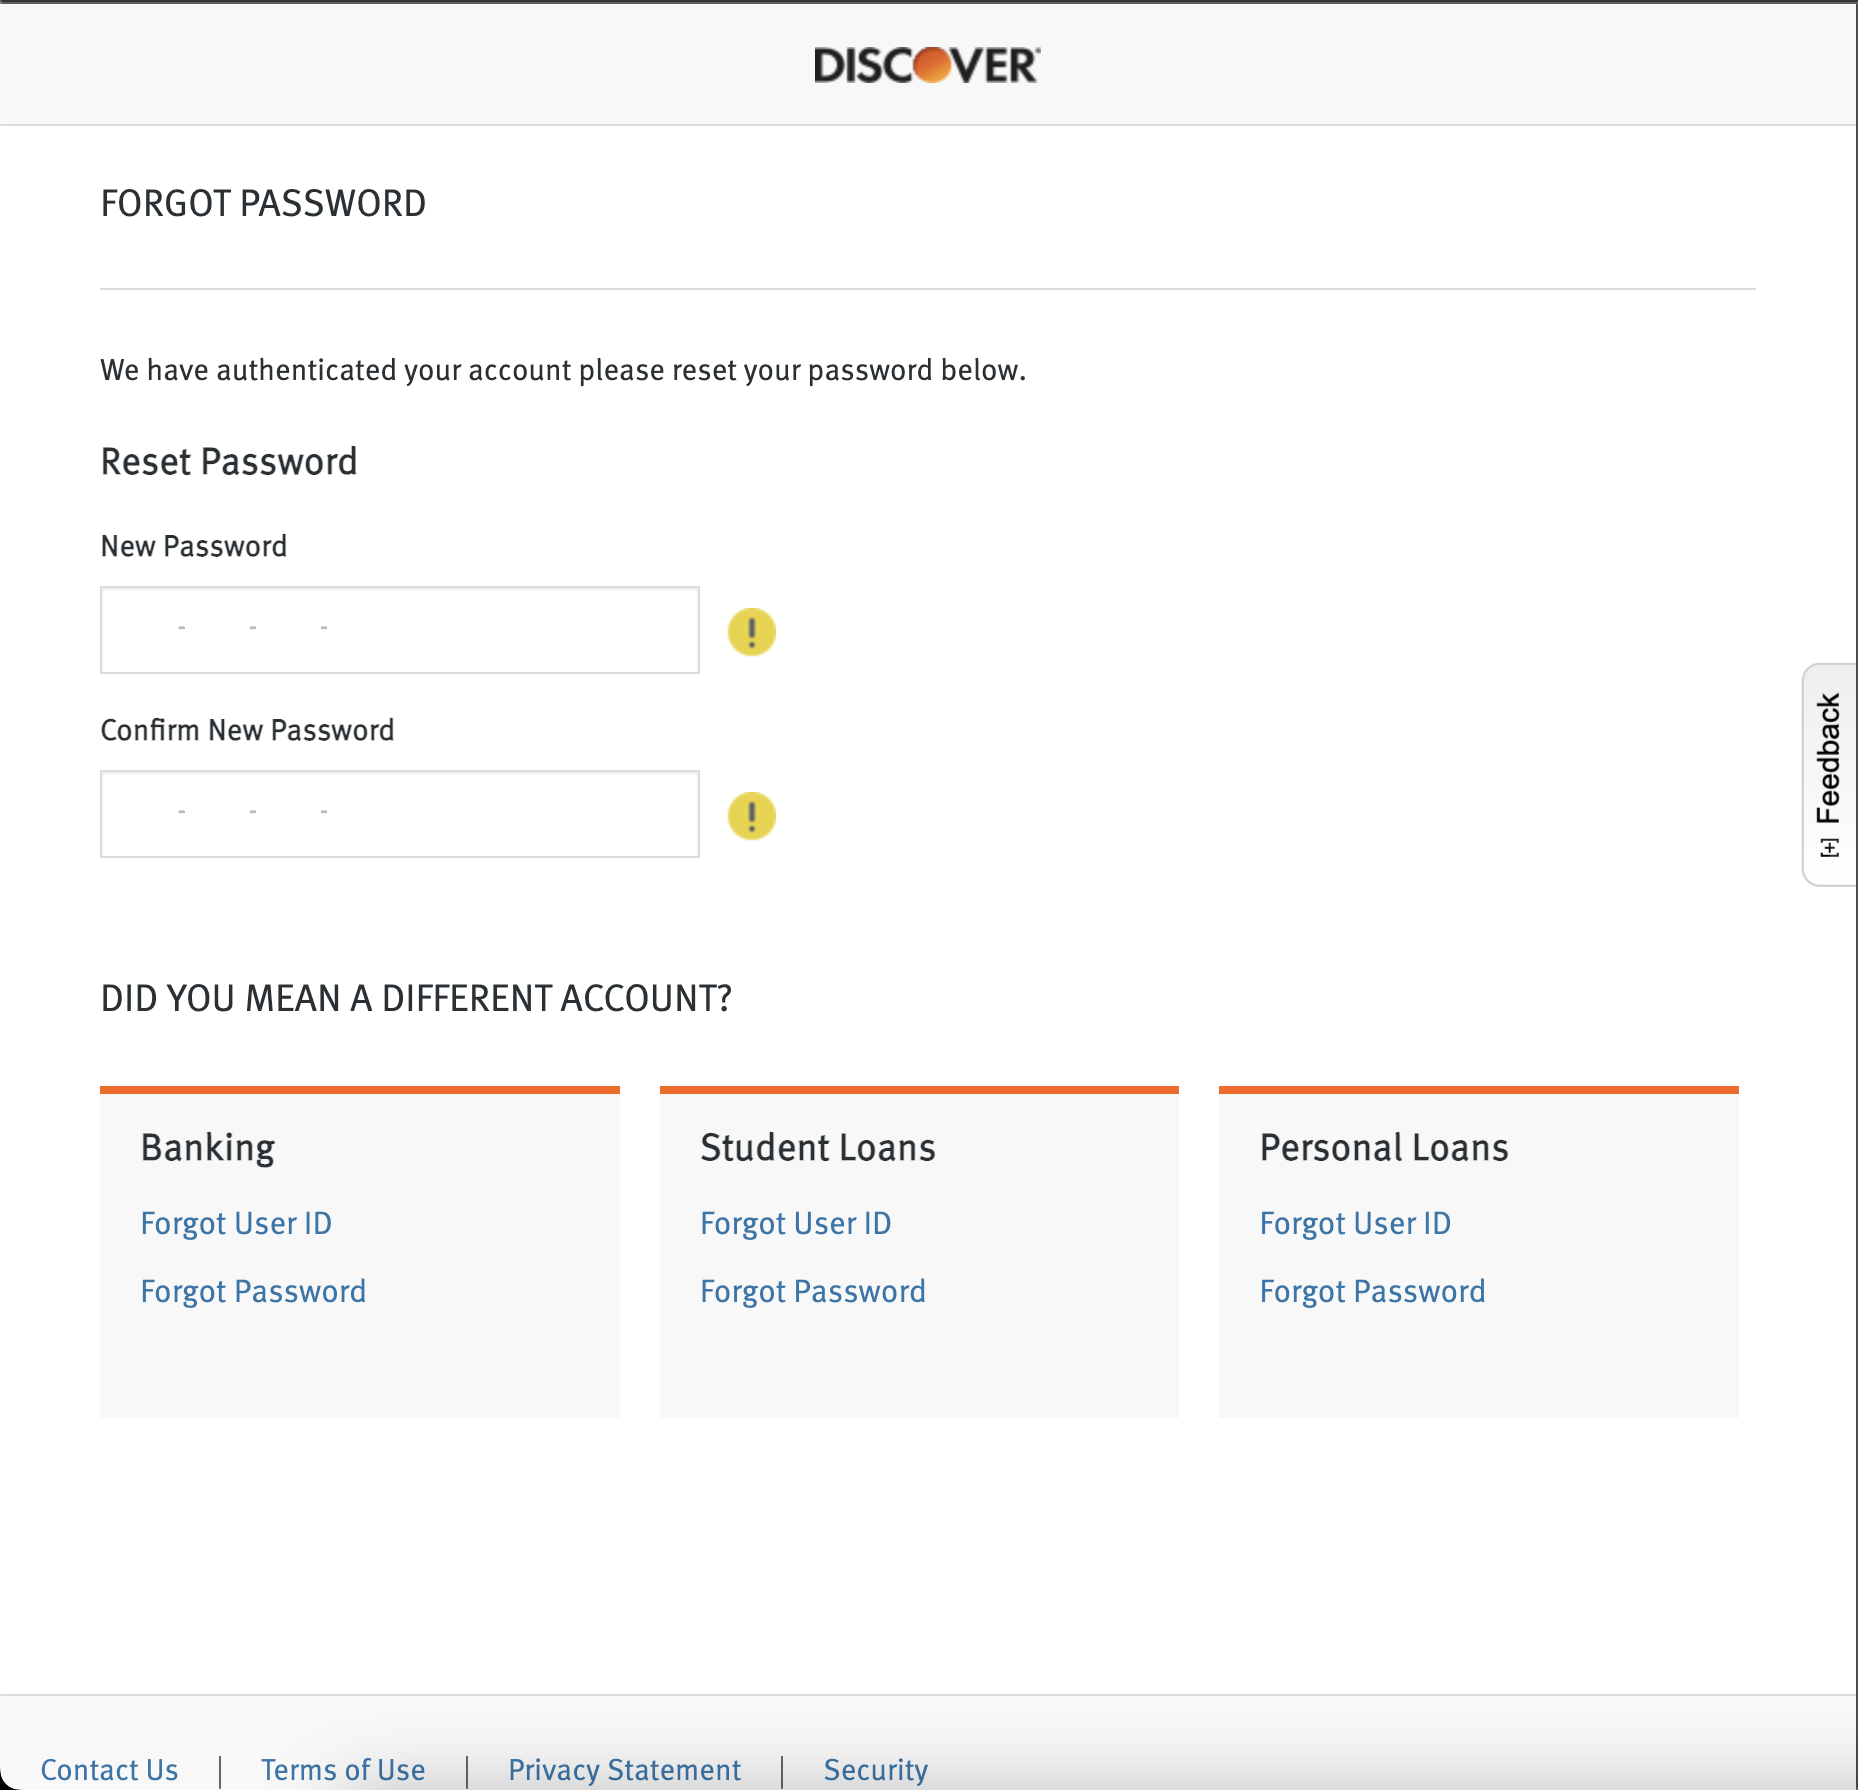 DISCOVER
FORGOT PASSWORD
We have authenticated your account please reset your password below.
Reset Password
New Password
- - -
!
Confirm New Password
- - -
!
[+] Feedback
DID YOU MEAN A DIFFERENT ACCOUNT?
Banking
Forgot User ID
Forgot Password
Student Loans
Forgot User ID
Forgot Password
Personal Loans
Forgot User ID
Forgot Password
Contact Us | Terms of Use | Privacy Statement | Security